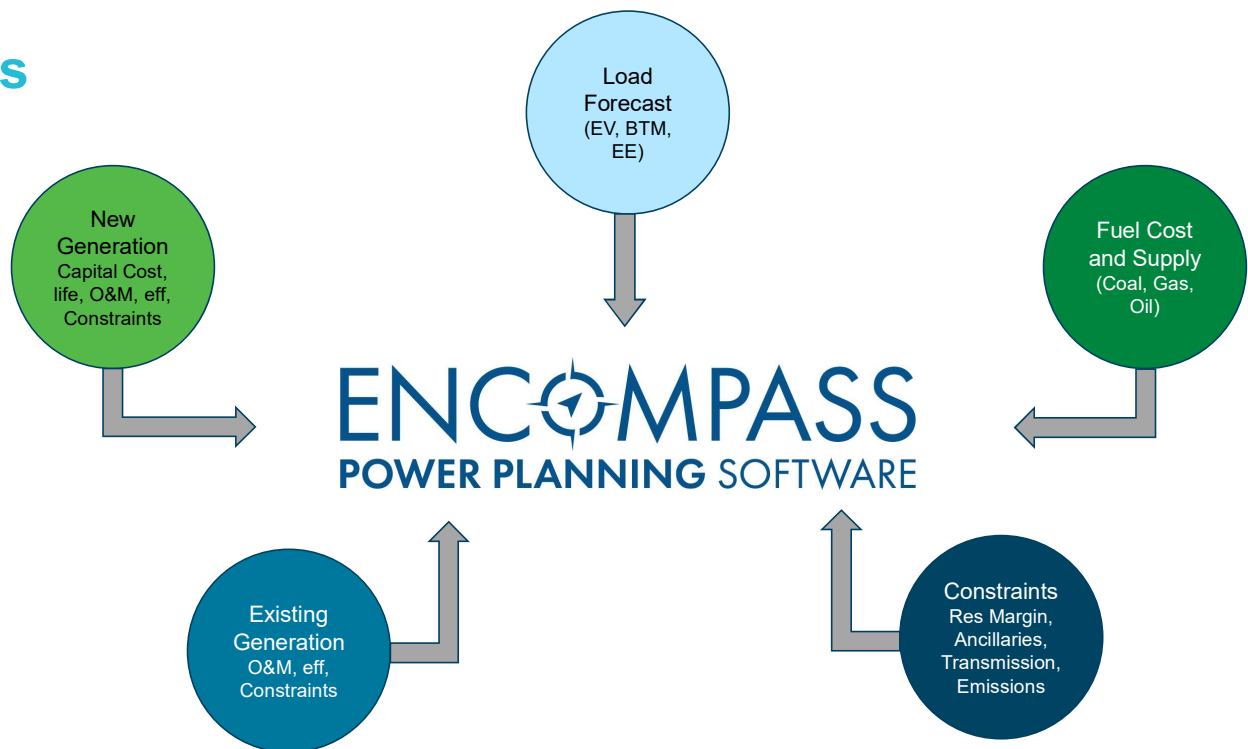 s
Load
Forecast
(EV, BTM,
EE)
New
Generation
Capital Cost,
life, O&M, eff,
Constraints
Fuel Cost
and Supply
(Coal, Gas,
Oil)
ENCOMPASS
POWER PLANNING SOFTWARE
Existing
Generation
O&M, eff,
Constraints
Constraints
Res Margin,
Ancillaries,
Transmission,
Emissions